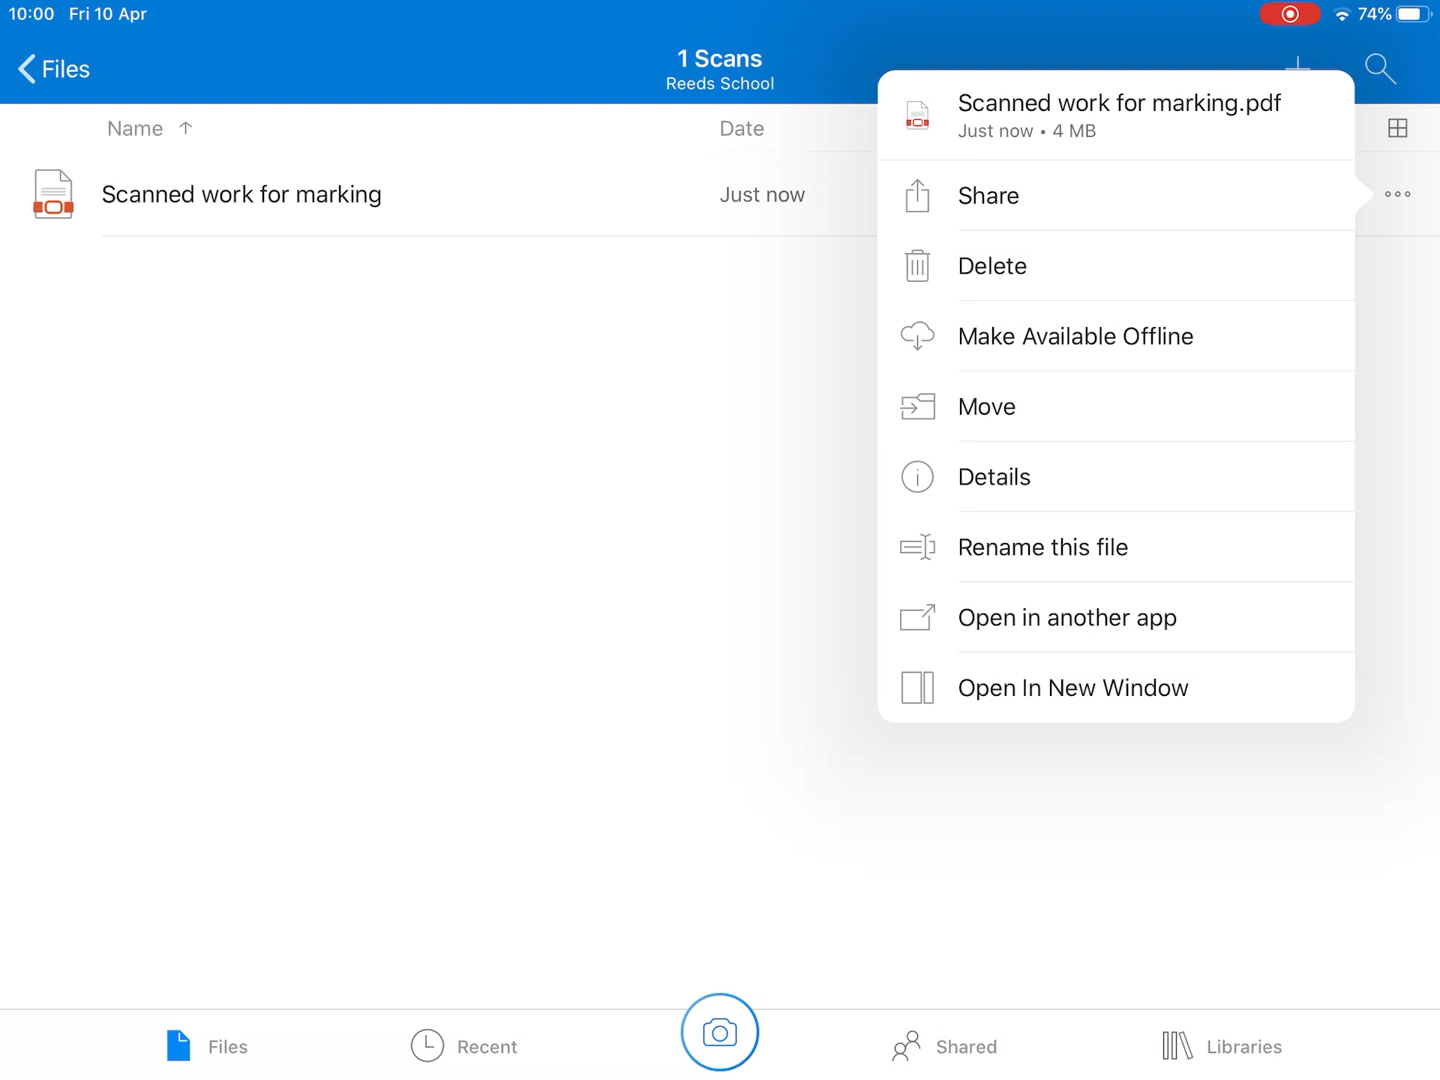 10:00 Fri 10 Apr
74%
Files
1 Scans
Reeds School
Name ↑
Date
Scanned work for marking
Just now
Scanned work for marking.pdf
Just now • 4 MB
Share
Delete
Make Available Offline
Move
Details
Rename this file
Open in another app
Open In New Window
Files
Recent
Shared
Libraries